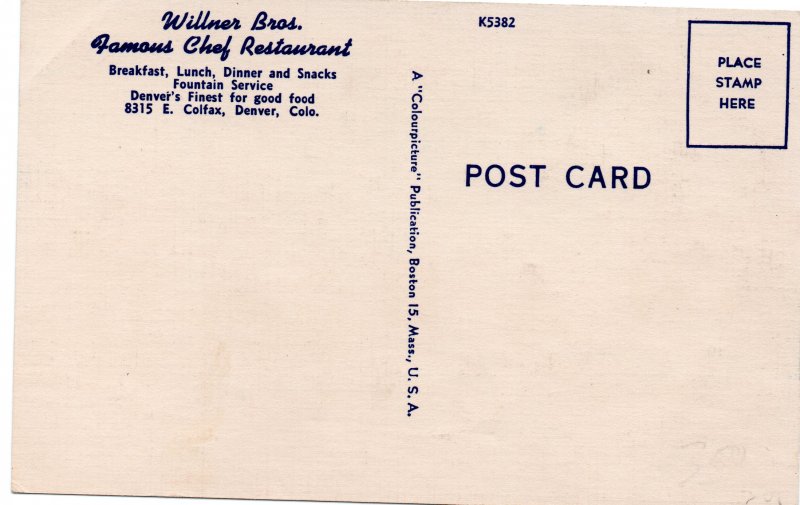 Willner Bros.
Famous Chef Restaurant
Breakfast, Lunch, Dinner and Snacks
Fountain Service
Denver's Finest for good food
8315 E. Colfax, Denver, Colo.
A "Colourpicture" Publication, Boston 15, Mass., U. S. A.
K5382
POST CARD
PLACE
STAMP
HERE